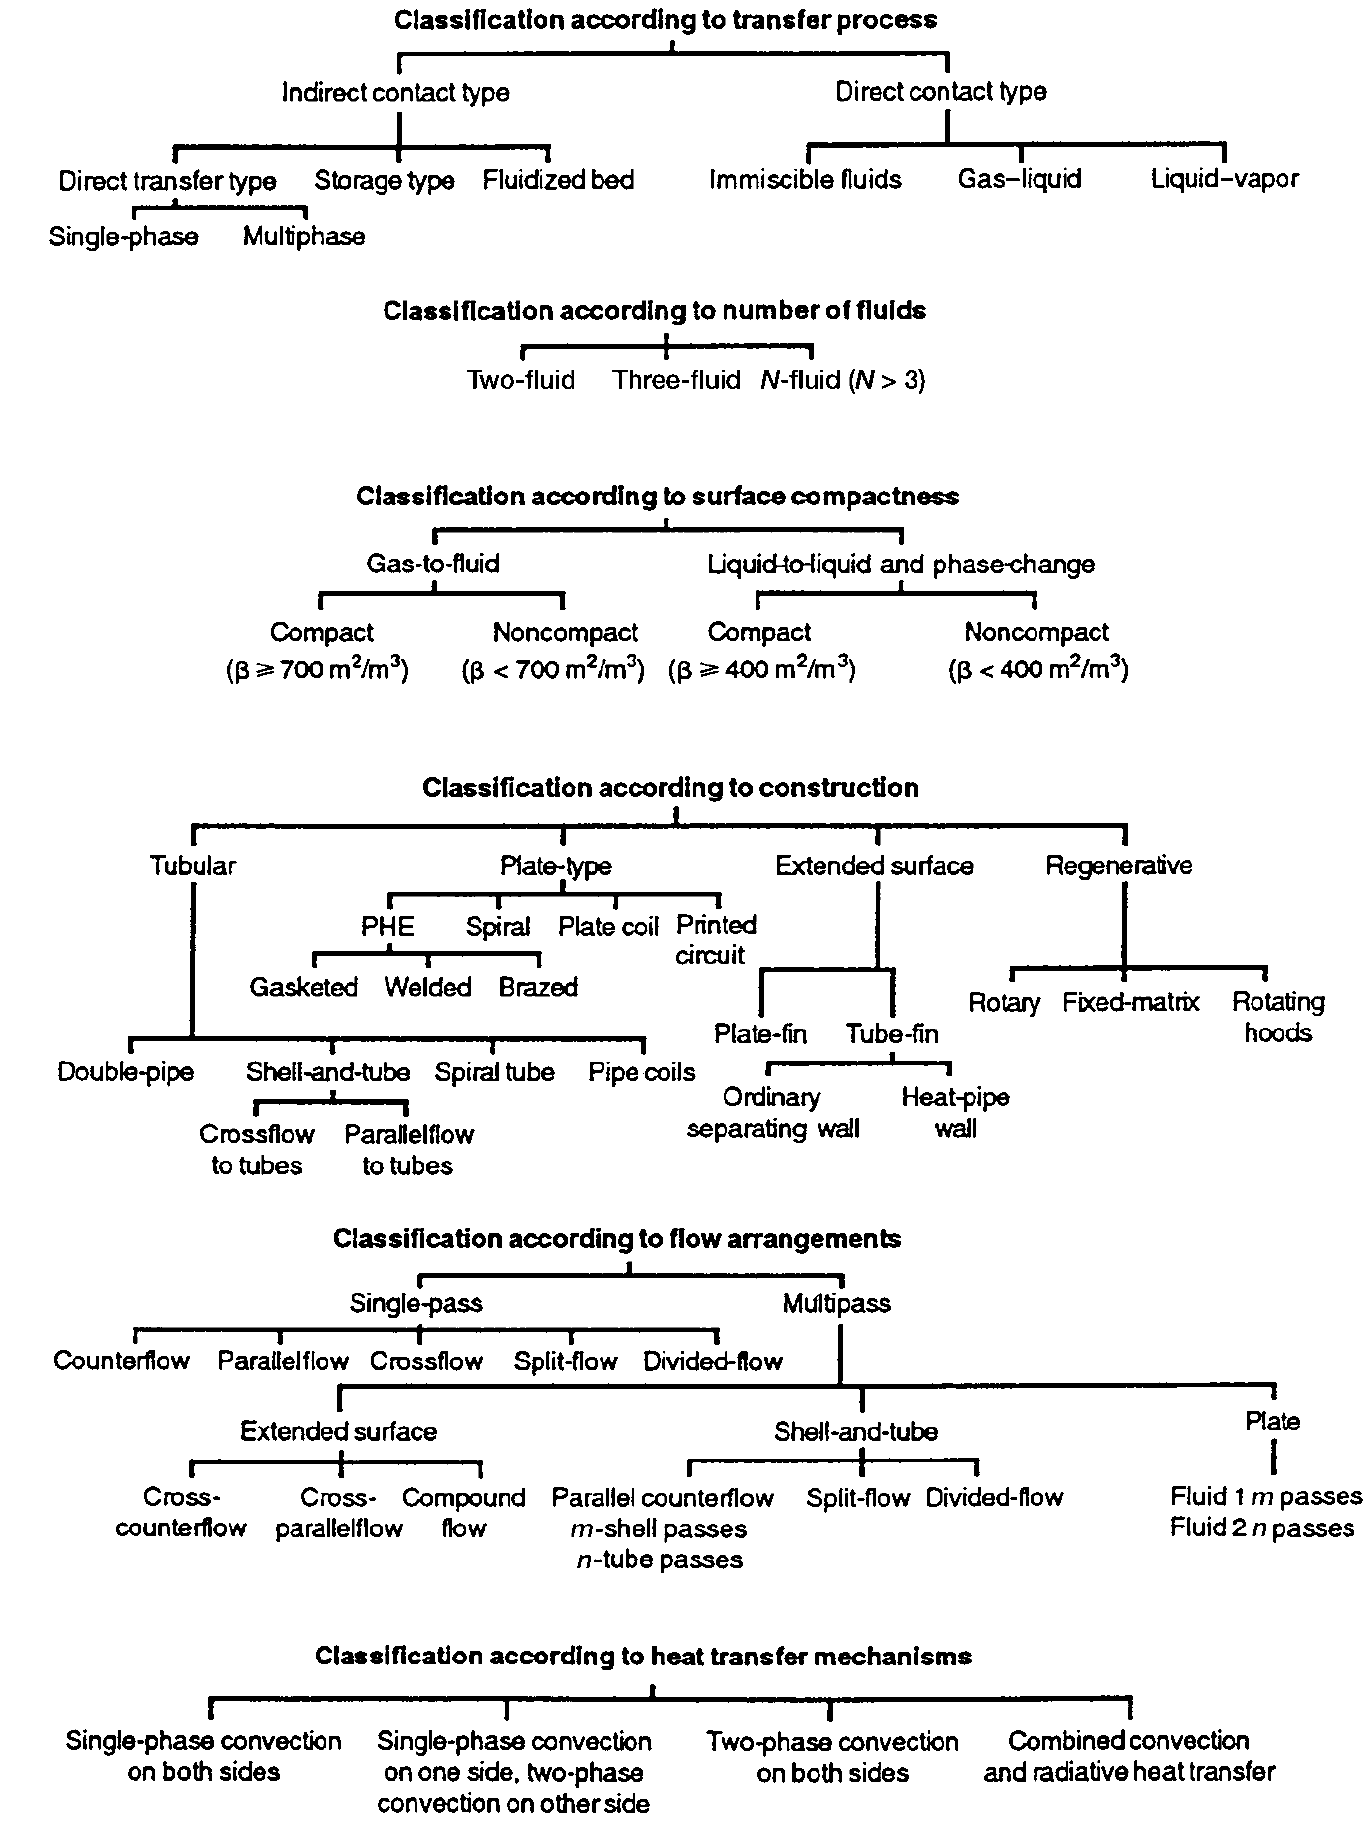 Classification according to transfer process
Indirect contact type
Direct contact type
Direct transfer type
Storage type
Fluidized bed
Immiscible fluids
Gas–liquid
Liquid–vapor
Single-phase
Multiphase
Classification according to number of fluids
Two-fluid
Three-fluid
N-fluid (N > 3)
Classification according to surface compactness
Gas-to-fluid
Liquid-to-liquid and phase-change
Compact
(β ≥ 700 m²/m³)
Noncompact
(β < 700 m²/m³)
Compact
(β ≥ 400 m²/m³)
Noncompact
(β < 400 m²/m³)
Classification according to construction
Tubular
Plate-type
Extended surface
Regenerative
PHE
Spiral
Plate coil
Printed
circuit
Gasketed
Welded
Brazed
Rotary
Fixed-matrix
Rotating
hoods
Plate-fin
Tube-fin
Double-pipe
Shell-and-tube
Spiral tube
Pipe coils
Ordinary
separating wall
Heat-pipe
wall
Crossflow
to tubes
Parallelflow
to tubes
Classification according to flow arrangements
Single-pass
Multipass
Counterflow
Parallelflow
Crossflow
Split-flow
Divided-flow
Extended surface
Shell-and-tube
Plate
Cross-
counterflow
Cross-
parallelflow
Compound
flow
Parallel counterflow
m-shell passes
n-tube passes
Split-flow
Divided-flow
Fluid 1 m passes
Fluid 2 n passes
Classification according to heat transfer mechanisms
Single-phase convection
on both sides
Single-phase convection
on one side, two-phase
convection on other side
Two-phase convection
on both sides
Combined convection
and radiative heat transfer